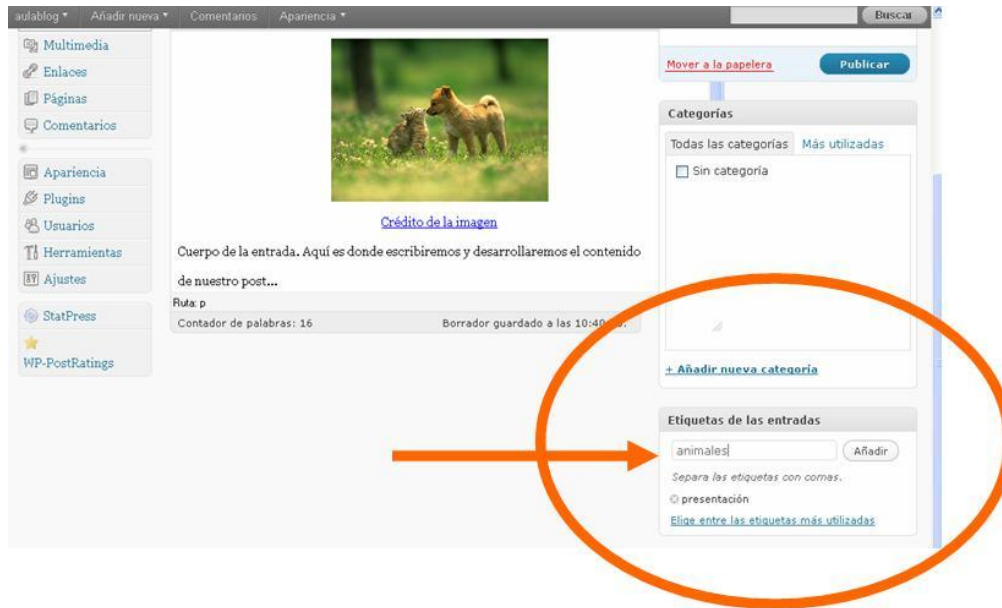 aulablog Añadir nueva Comentarios Apariencia Buscar
Multimedia
Enlaces
Páginas
Comentarios
Apariencia
Plugins
Usuarios
Herramientas
Ajustes
StatPress
WP-PostRatings
Crédito de la imagen
Cuerpo de la entrada. Aquí es donde escribiremos y desarrollaremos el contenido
de nuestro post...
Ruta: p
Contador de palabras: 16 Borrador guardado a las
Mover a la papelera Publicar
Categorías
Todas las categorías Más utilizadas
Sin categoría
+ Añadir nueva categoría
Etiquetas de las entradas
animales Añadir
Separa las etiquetas con comas.
presentación
Elige entre las etiquetas más utilizadas